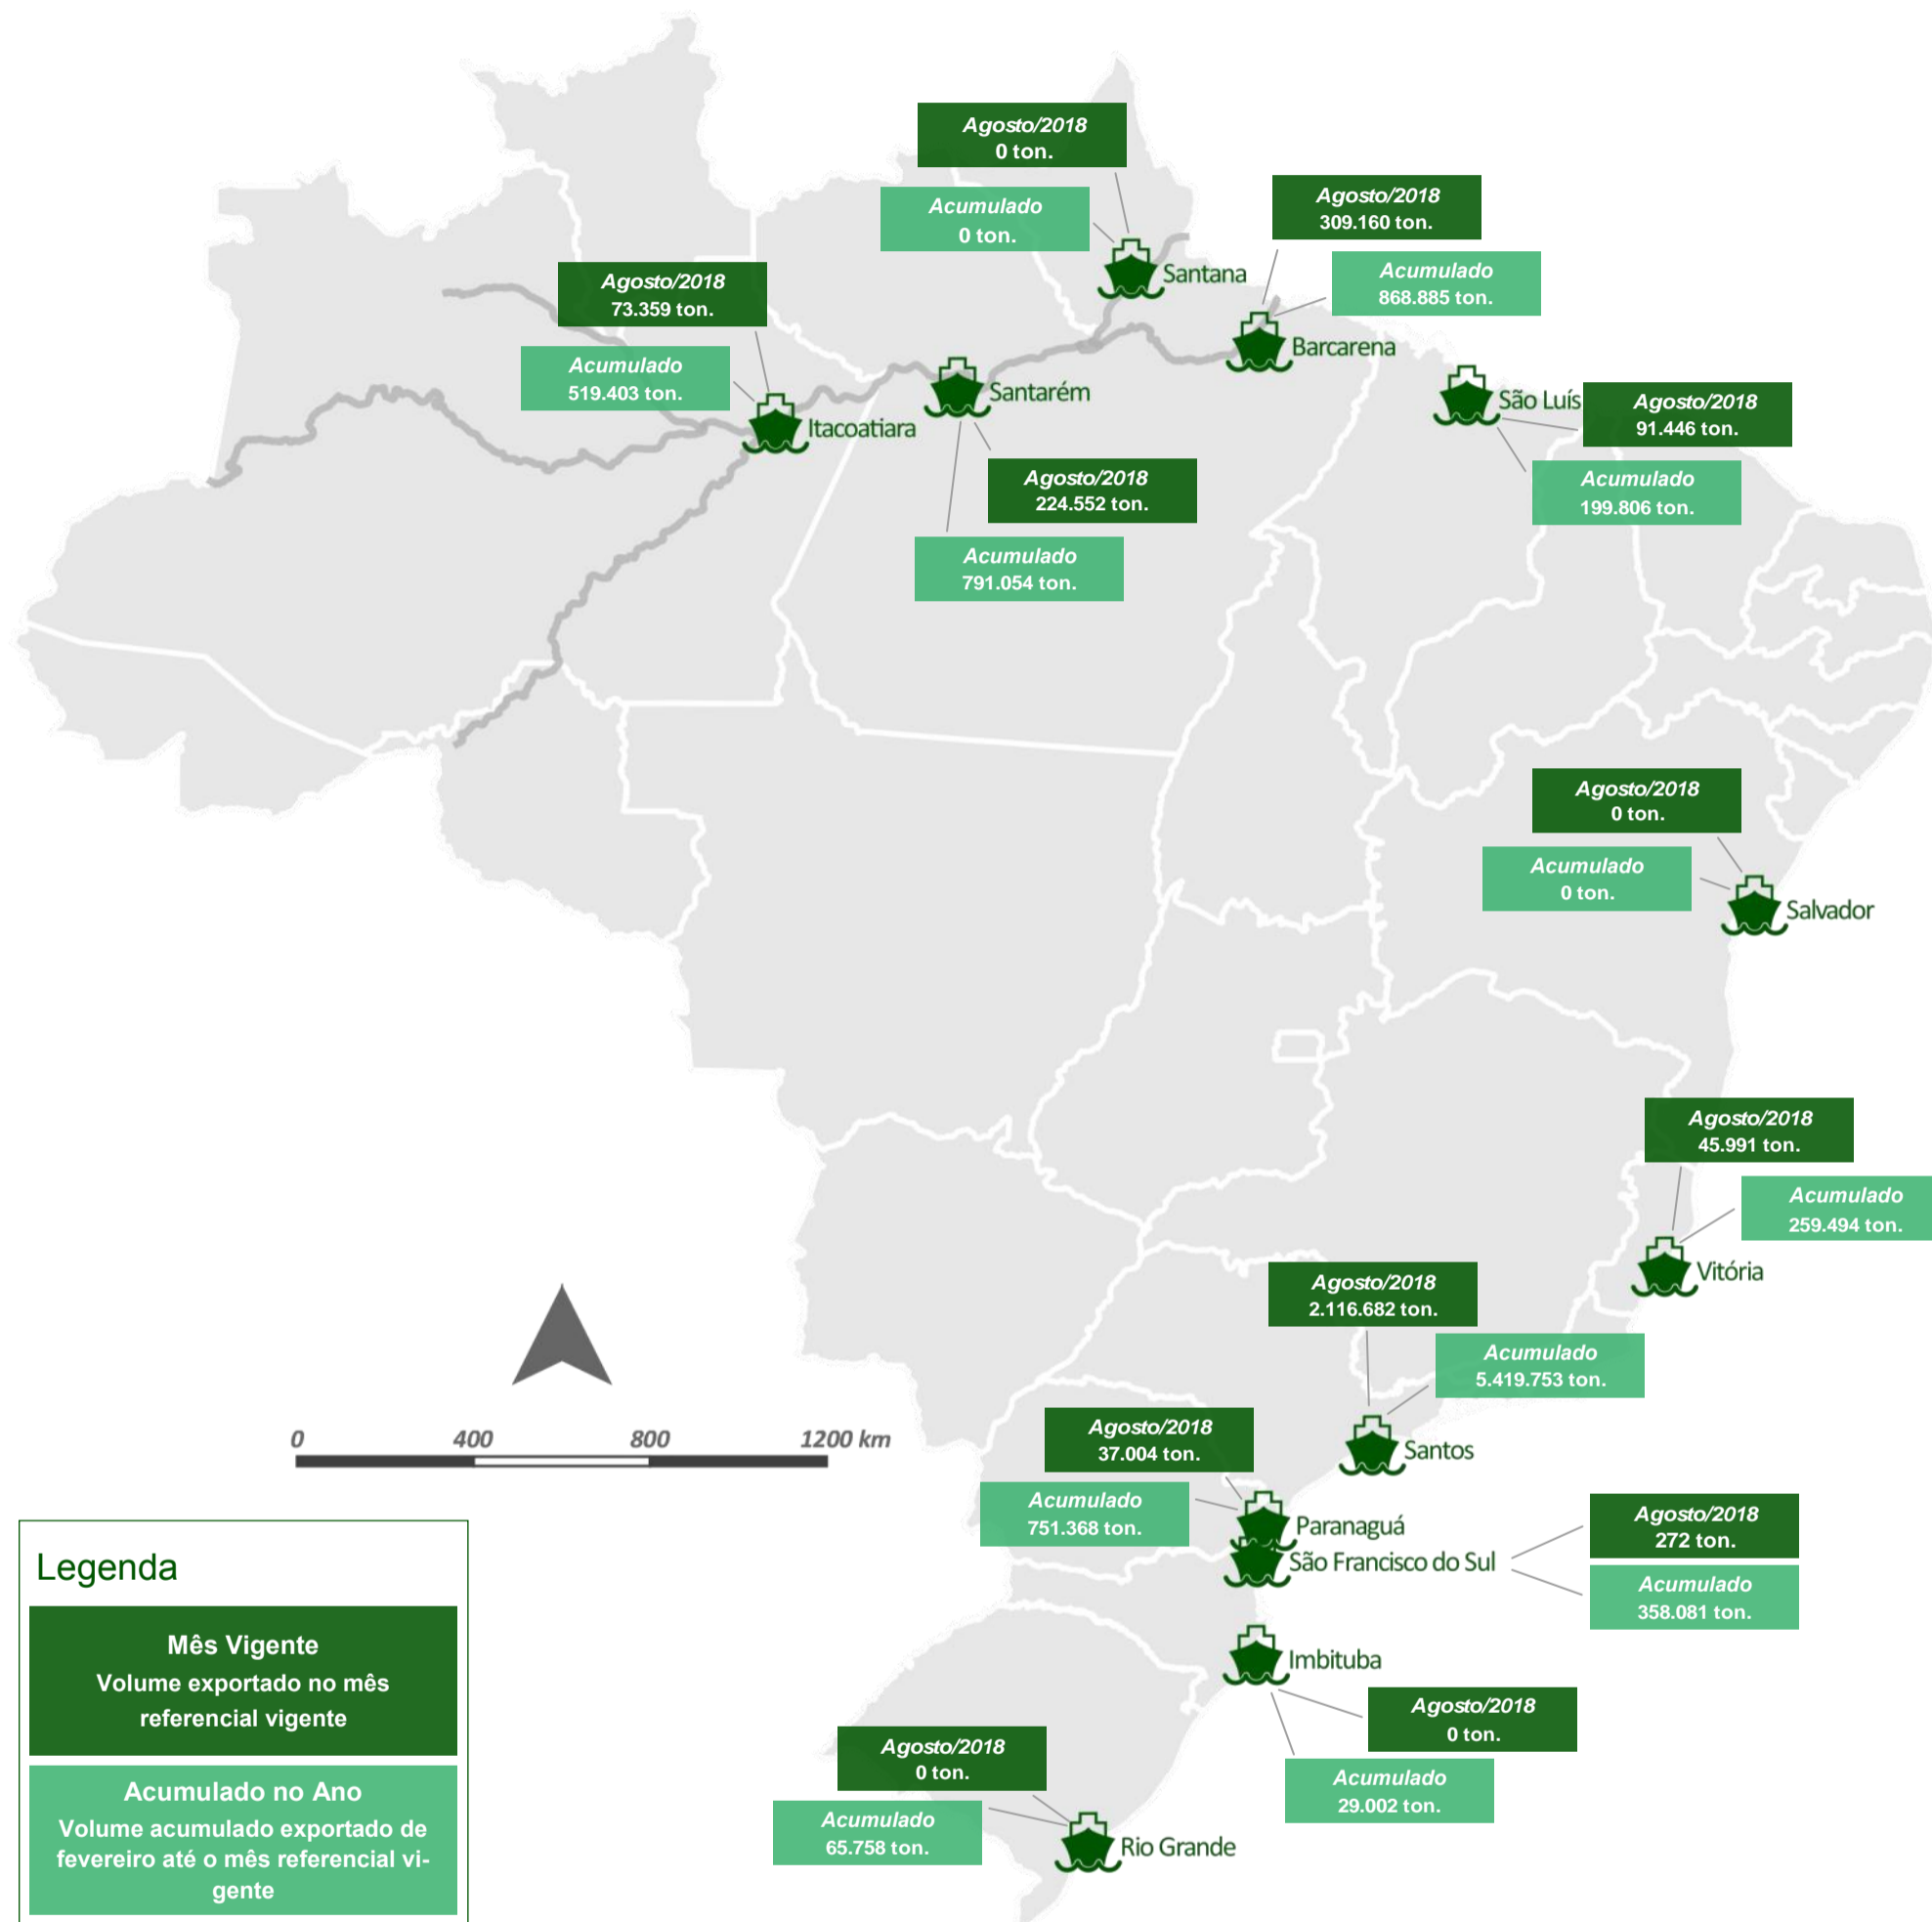 Agosto/2018
0 ton.
Acumulado
0 ton.
Santana
Agosto/2018
309.160 ton.
Acumulado
868.885 ton.
Barcarena
Agosto/2018
73.359 ton.
Acumulado
519.403 ton.
Itacoatiara
Santarém
Agosto/2018
224.552 ton.
Acumulado
791.054 ton.
São Luís
Agosto/2018
91.446 ton.
Acumulado
199.806 ton.
Agosto/2018
0 ton.
Acumulado
0 ton.
Salvador
Agosto/2018
45.991 ton.
Acumulado
259.494 ton.
Vitória
Agosto/2018
2.116.682 ton.
Acumulado
5.419.753 ton.
Santos
0 400 800 1200 km
Agosto/2018
37.004 ton.
Acumulado
751.368 ton.
Paranaguá
São Francisco do Sul
Agosto/2018
272 ton.
Acumulado
358.081 ton.
Imbituba
Agosto/2018
0 ton.
Acumulado
29.002 ton.
Agosto/2018
0 ton.
Acumulado
65.758 ton.
Rio Grande
Legenda
Mês Vigente
Volume exportado no mês
referencial vigente
Acumulado no Ano
Volume acumulado exportado de
fevereiro até o mês referencial vi-
gente